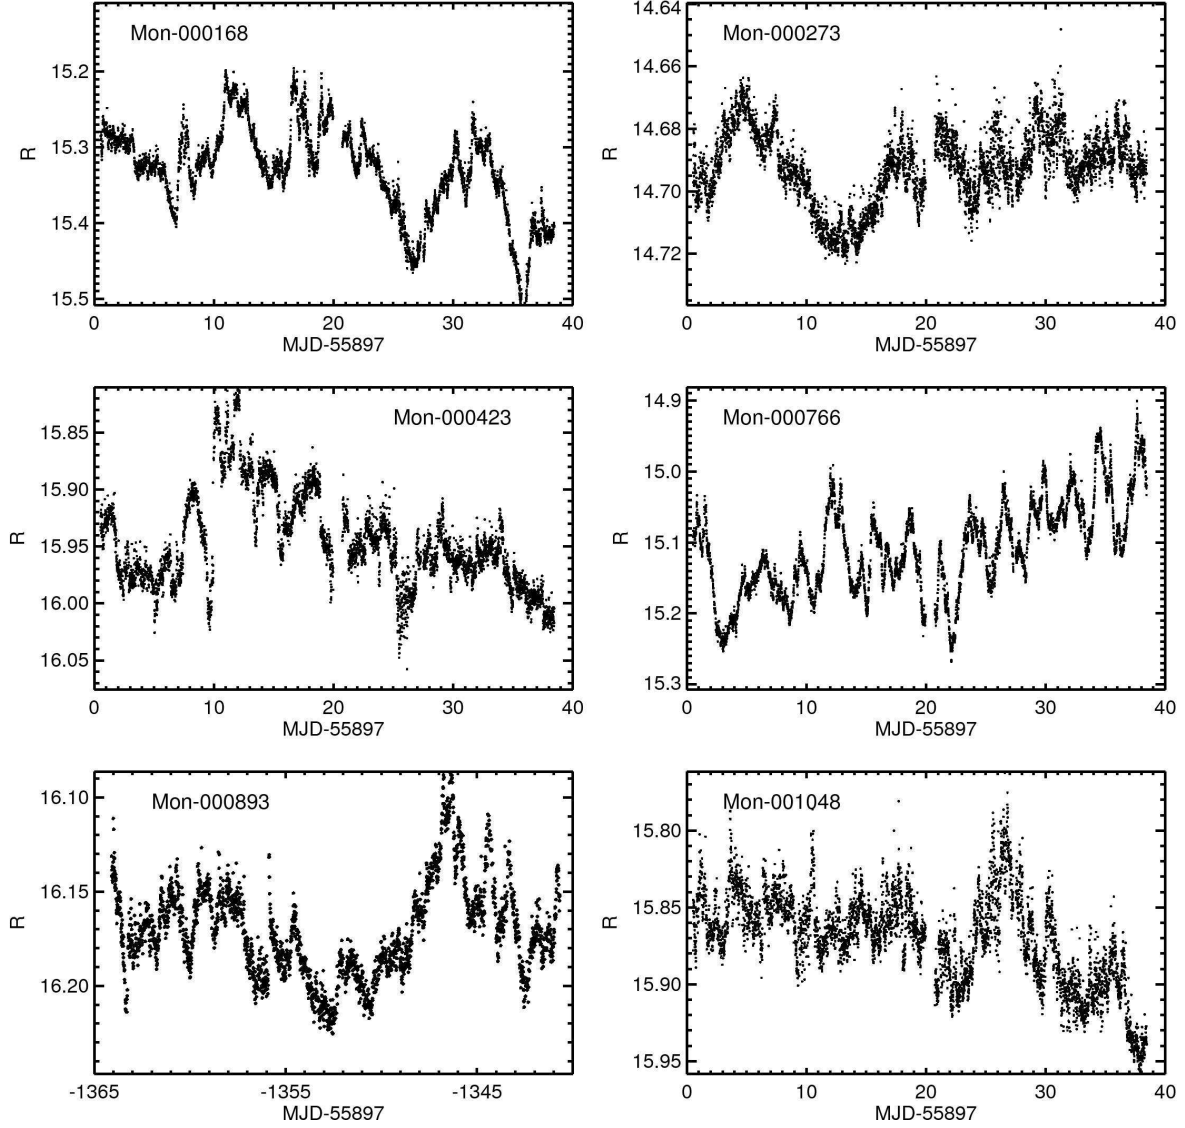 Mon-000168
R
15.2
15.3
15.4
15.5
0 10 20 30 40
MJD-55897
Mon-000273
R
14.64
14.66
14.68
14.70
14.72
0 10 20 30 40
MJD-55897
Mon-000423
R
15.85
15.90
15.95
16.00
16.05
0 10 20 30 40
MJD-55897
Mon-000766
R
14.9
15.0
15.1
15.2
15.3
0 10 20 30 40
MJD-55897
Mon-000893
R
16.10
16.15
16.20
-1365 -1355 -1345
MJD-55897
Mon-001048
R
15.80
15.85
15.90
15.95
0 10 20 30 40
MJD-55897